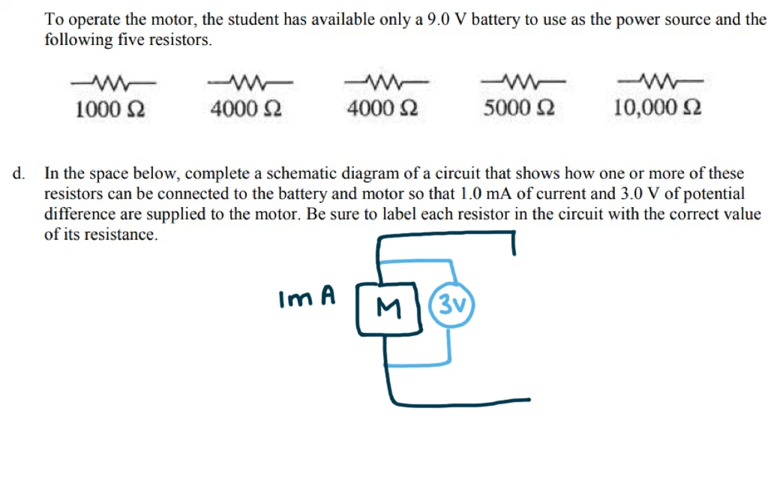 To operate the motor, the student has available only a 9.0 V battery to use as the power source and the
following five resistors.
1000 Ω 4000 Ω 4000 Ω 5000 Ω 10,000 Ω
d. In the space below, complete a schematic diagram of a circuit that shows how one or more of these
resistors can be connected to the battery and motor so that 1.0 mA of current and 3.0 V of potential
difference are supplied to the motor. Be sure to label each resistor in the circuit with the correct value
of its resistance.
1mA M 3V